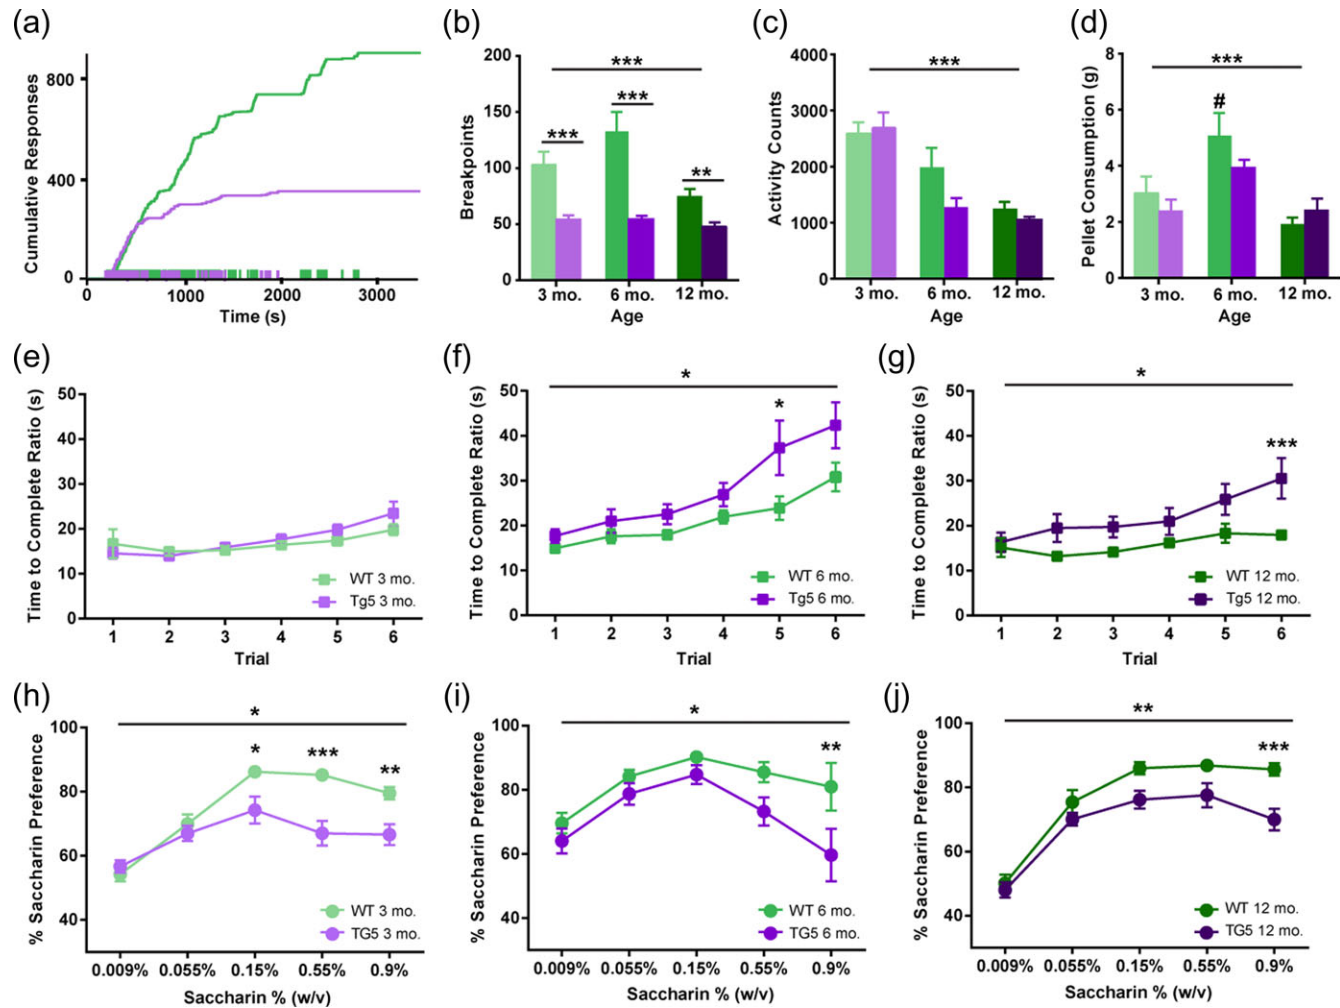 (a)
Cumulative Responses
800
400
0
0 1000 2000 3000
Time (s)
(b)
Breakpoints
200
150
100
50
0
***
***
***
**
3 mo. 6 mo. 12 mo.
Age
(c)
Activity Counts
4000
3000
2000
1000
0
***
3 mo. 6 mo. 12 mo.
Age
(d)
Pellet Consumption (g)
8
6
4
2
0
***
#
3 mo. 6 mo. 12 mo.
Age
(e)
Time to Complete Ratio (s)
50
40
30
20
10
0
WT 3 mo.
Tg5 3 mo.
1 2 3 4 5 6
Trial
(f)
Time to Complete Ratio (s)
50
40
30
20
10
0
*
*
WT 6 mo.
Tg5 6 mo.
1 2 3 4 5 6
Trial
(g)
Time to Complete Ratio (s)
50
40
30
20
10
0
*
***
WT 12 mo.
Tg5 12 mo.
1 2 3 4 5 6
Trial
(h)
% Saccharin Preference
100
80
60
40
*
* *** **
WT 3 mo.
TG5 3 mo.
0.009% 0.055% 0.15% 0.55% 0.9%
Saccharin % (w/v)
(i)
% Saccharin Preference
100
80
60
40
*
**
WT 6 mo.
TG5 6 mo.
0.009% 0.055% 0.15% 0.55% 0.9%
Saccharin % (w/v)
(j)
% Saccharin Preference
100
80
60
40
**
***
WT 12 mo.
TG5 12 mo.
0.009% 0.055% 0.15% 0.55% 0.9%
Saccharin % (w/v)